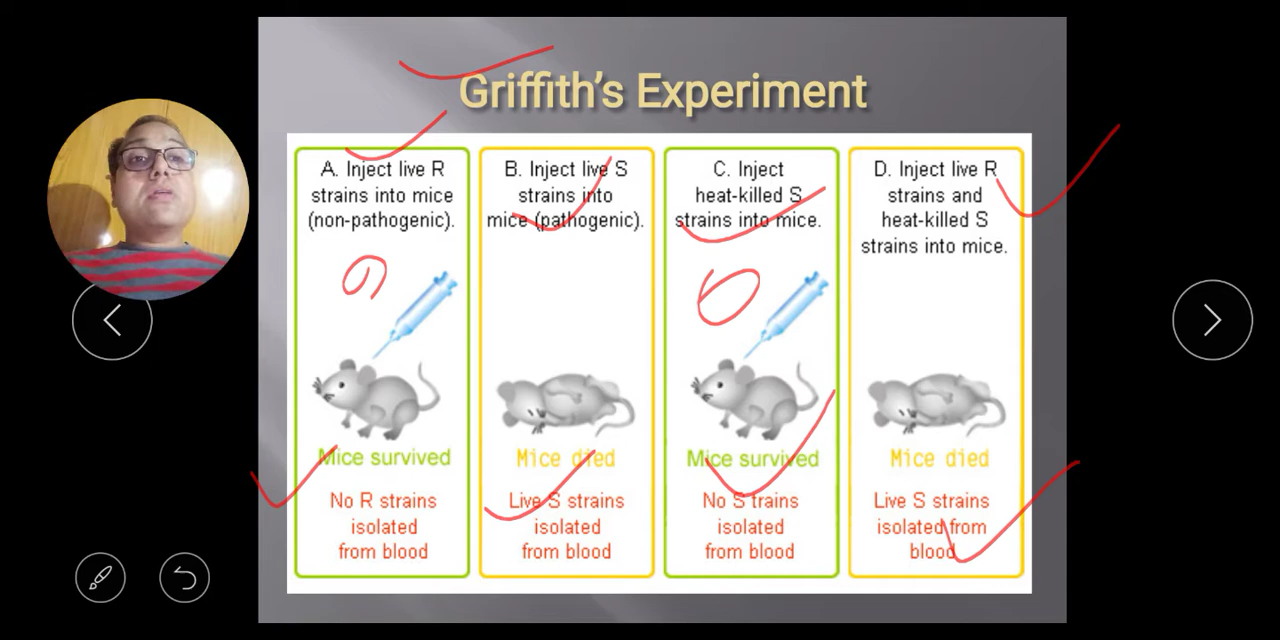 Griffith's Experiment
A. Inject live R
strains into mice
(non-pathogenic).
Mice survived
No R strains
isolated
from blood
B. Inject live S
strains into
mice (pathogenic).
Mice died
Live S strains
isolated
from blood
C. Inject
heat-killed S
strains into mice.
Mice survived
No S trains
isolated
from blood
D. Inject live R
strains and
heat-killed S
strains into mice.
Mice died
Live S strains
isolated from
blood